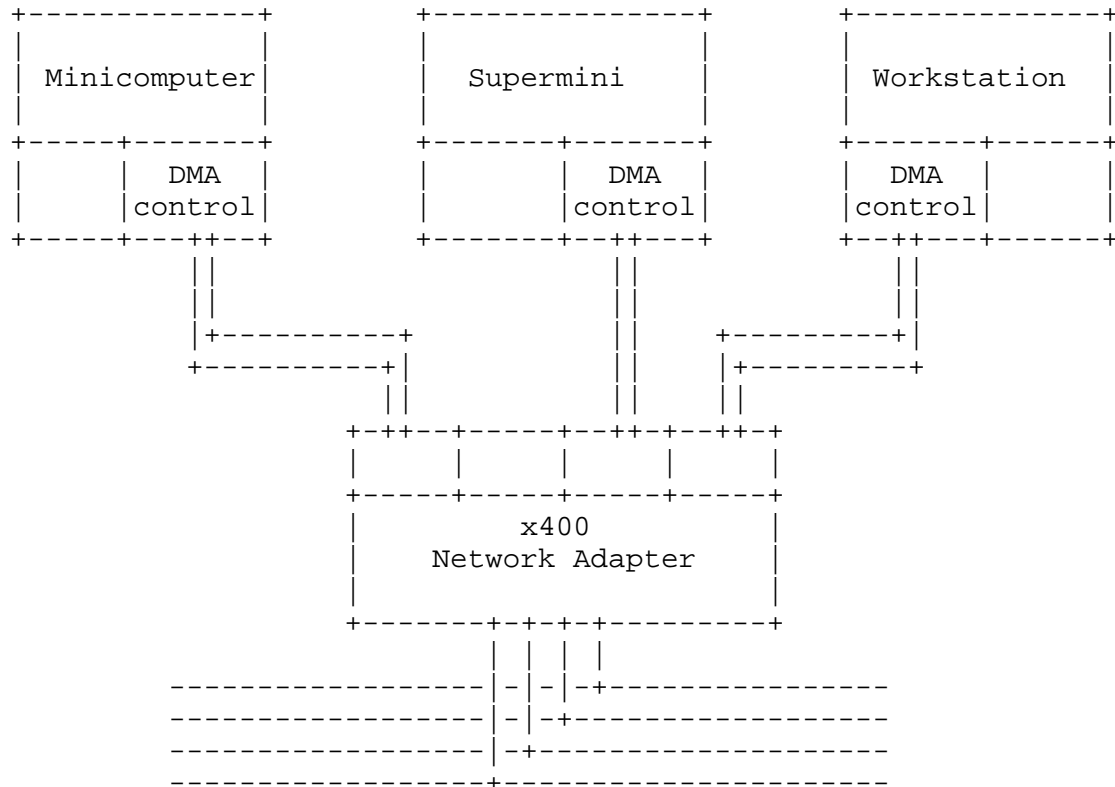 Minicomputer Supermini Workstation
DMA DMA DMA
control control control
x400
Network Adapter